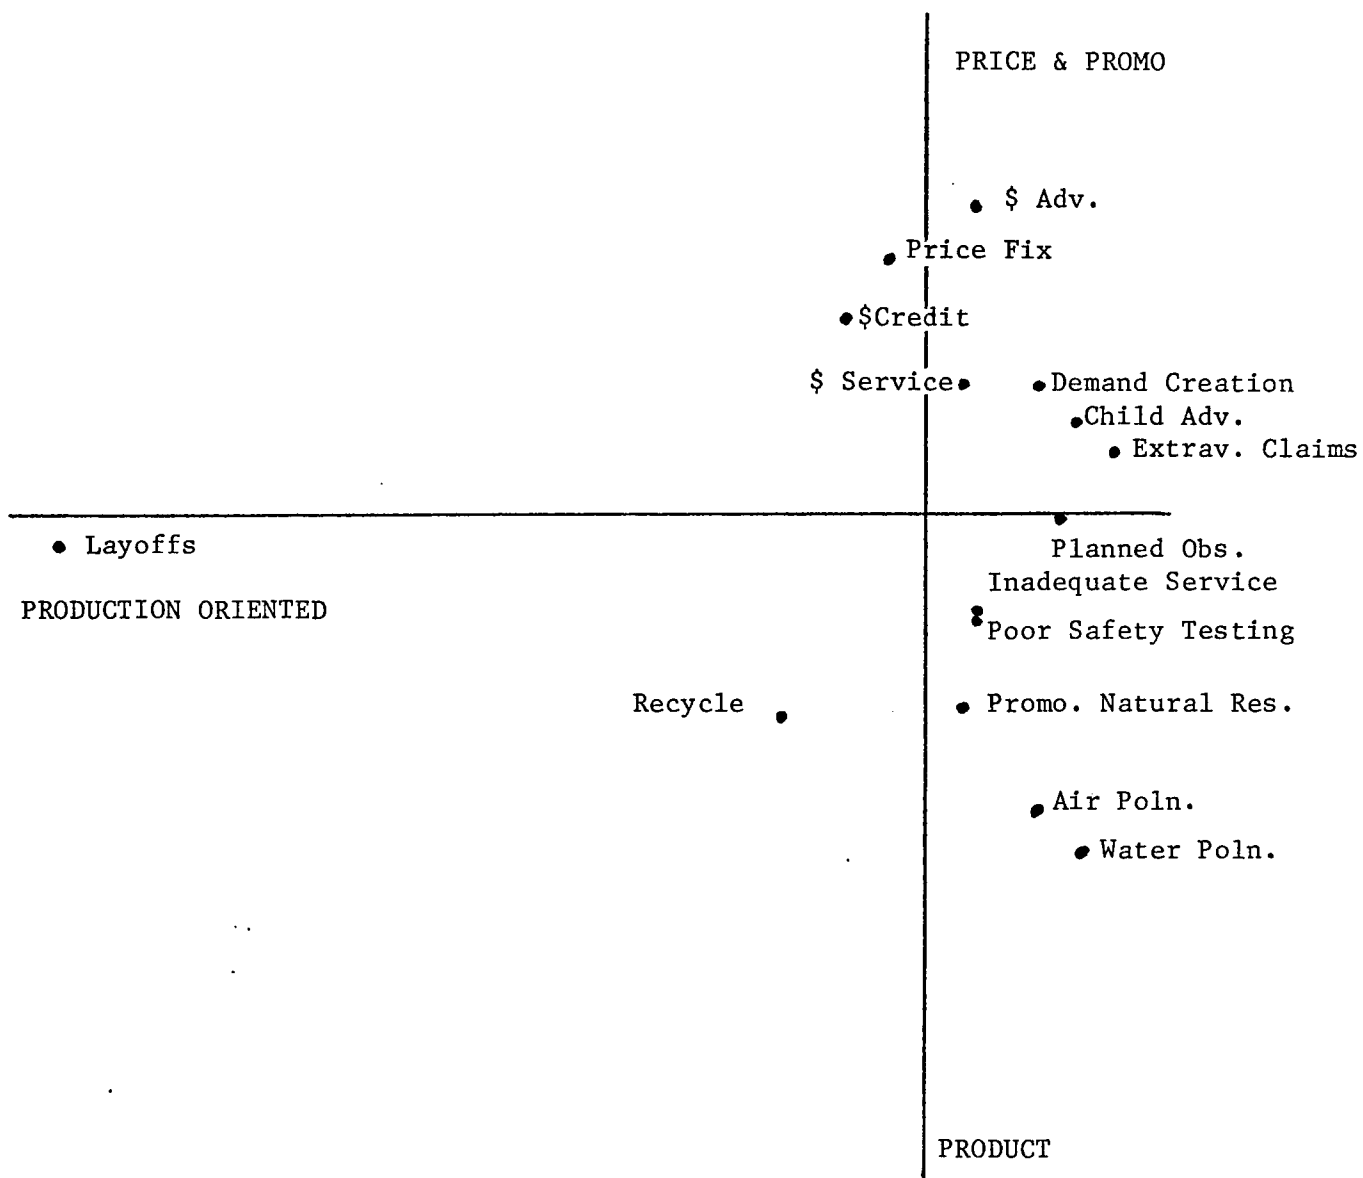 PRICE & PROMO
$ Adv.
Price Fix
$Credit
$ Service
Demand Creation
Child Adv.
Extrav. Claims
Layoffs
Planned Obs.
Inadequate Service
PRODUCTION ORIENTED
Poor Safety Testing
Recycle
Promo. Natural Res.
Air Poln.
Water Poln.
PRODUCT